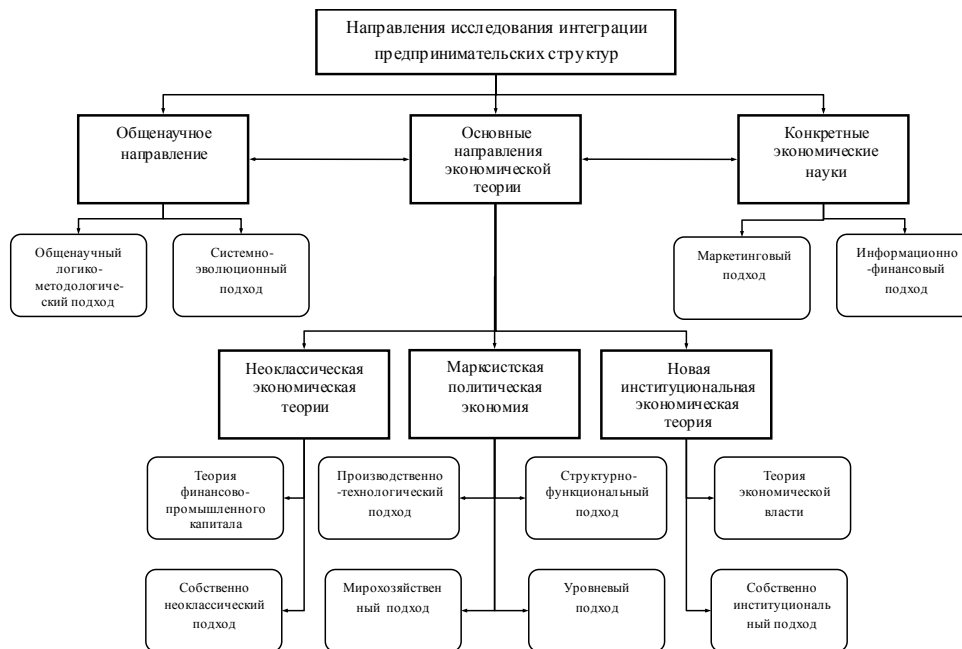 Направления исследования интеграции
предпринимательских структур
Общенаучное
направление
Основные
направления
экономической
теории
Конкретные
экономические
науки
Общенаучный
логико-
методологиче-
ский подход
Системно-
эволюционный
подход
Маркетинговый
подход
Информационно
-финансовый
подход
Неоклассическая
экономическая
теории
Марксистская
политическая
экономия
Новая
институциональная
экономическая
теория
Теория
финансово-
промышленного
капитала
Производственно
-технологический
подход
Структурно-
функциональный
подход
Теория
экономической
власти
Собственно
неоклассический
подход
Мирохозяйствен
ный подход
Уровневый
подход
Собственно
институциональ
ный подход